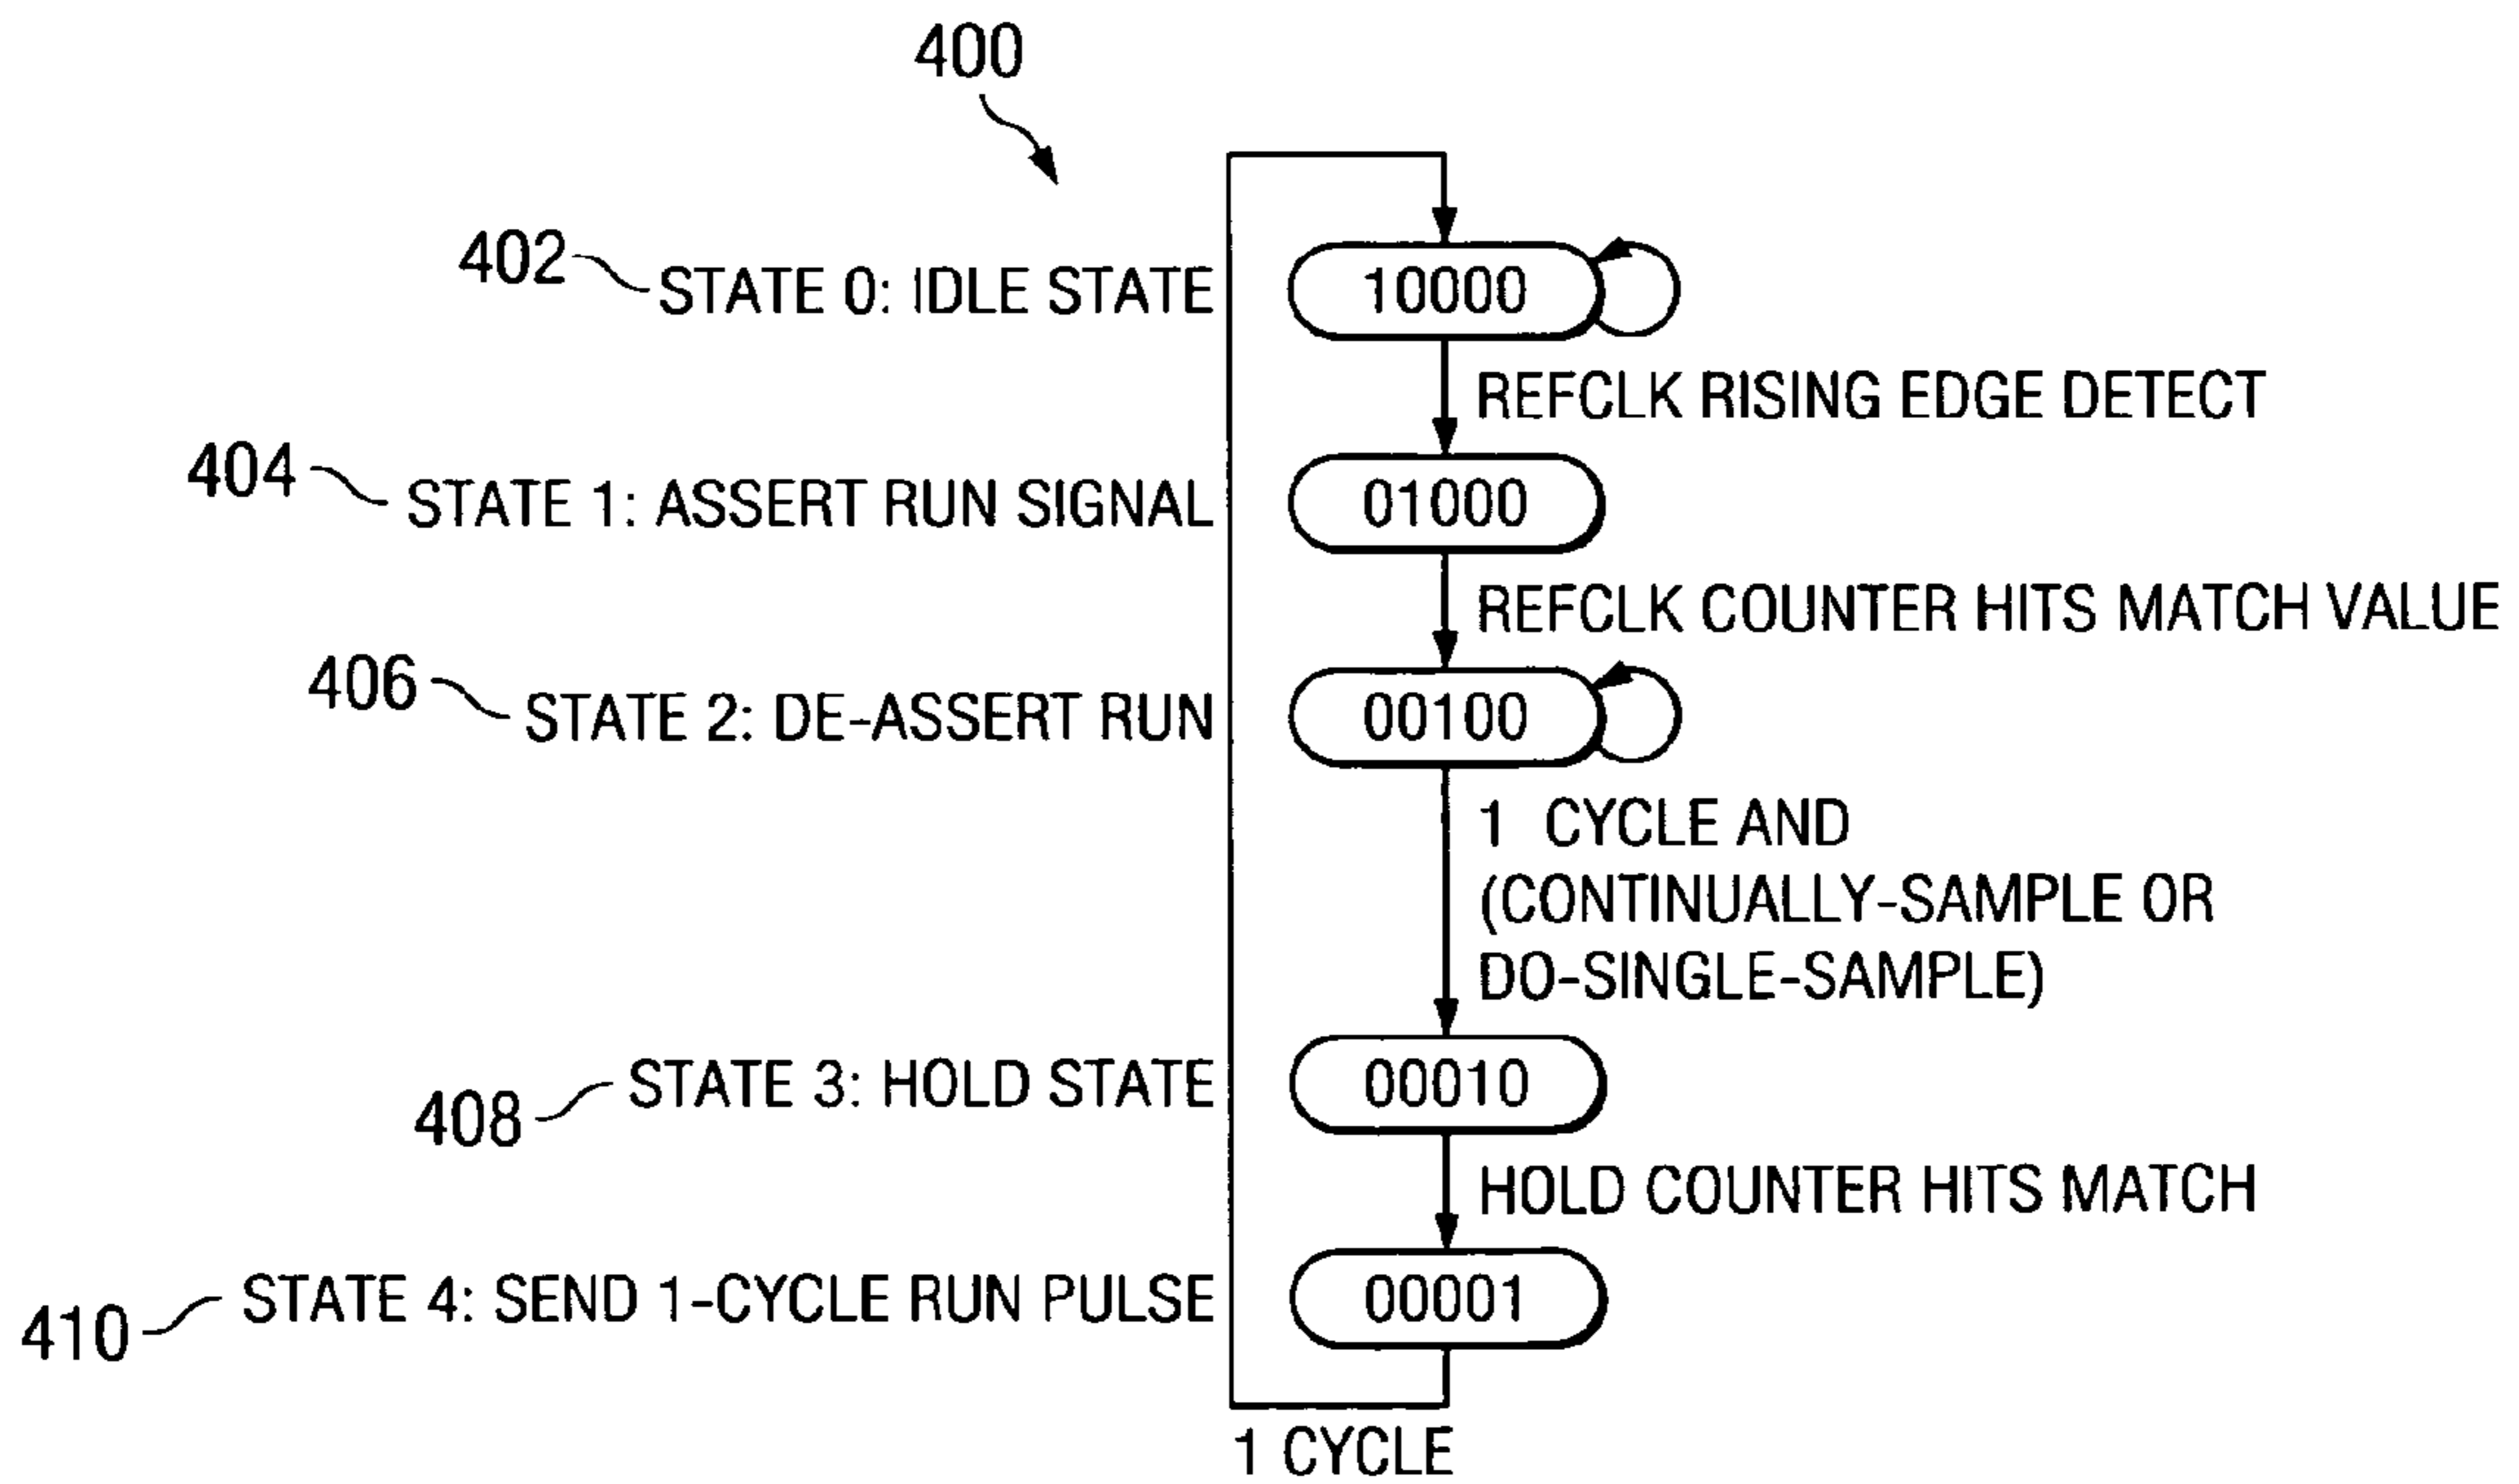 400
402
STATE 0: IDLE STATE
10000
REFCLK RISING EDGE DETECT
404
STATE 1: ASSERT RUN SIGNAL
01000
REFCLK COUNTER HITS MATCH VALUE
406
STATE 2: DE-ASSERT RUN
00100
1 CYCLE AND
(CONTINUALLY-SAMPLE OR
DO-SINGLE-SAMPLE)
408
STATE 3: HOLD STATE
00010
HOLD COUNTER HITS MATCH
410
STATE 4: SEND 1-CYCLE RUN PULSE
00001
1 CYCLE